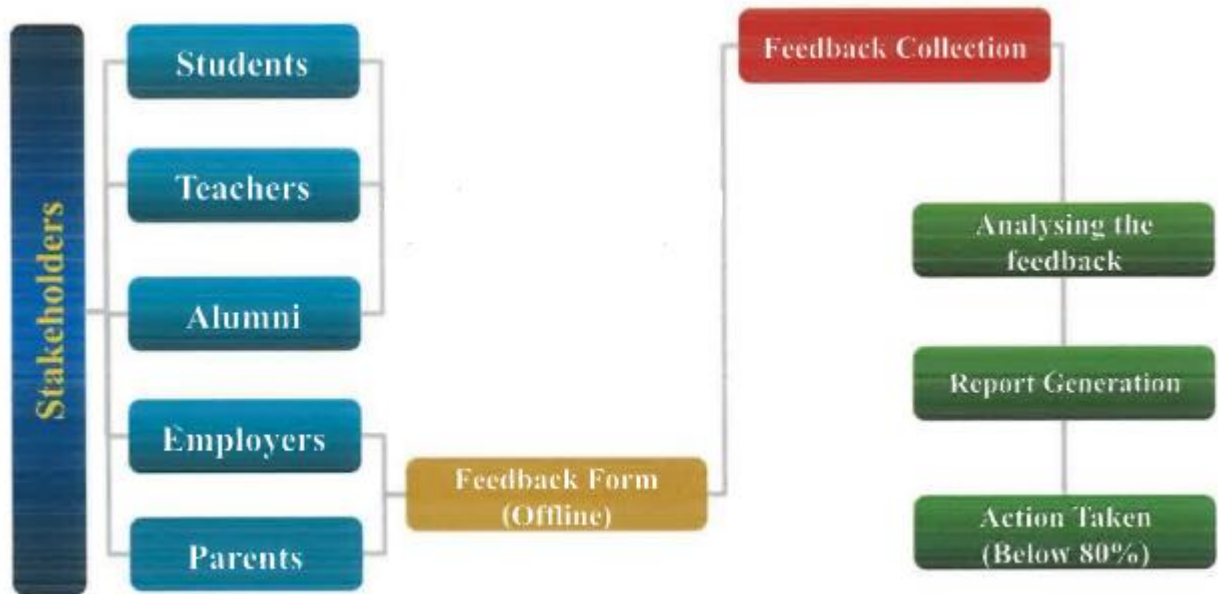 Stakeholders
Students
Teachers
Alumni
Employers
Parents
Feedback Form
(Offline)
Feedback Collection
Analysing the
feedback
Report Generation
Action Taken
(Below 80%)